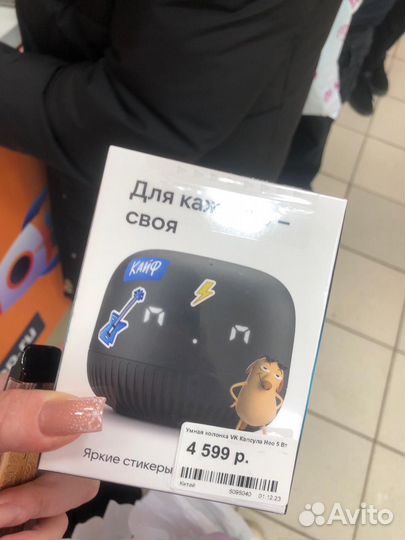 Для каж
своя
КАЙФ
Умная колонка VK Капсула Нео 5 Вт
4 599 р.
Яркие стикеры
Китай
5095040
01.12.23
Avito